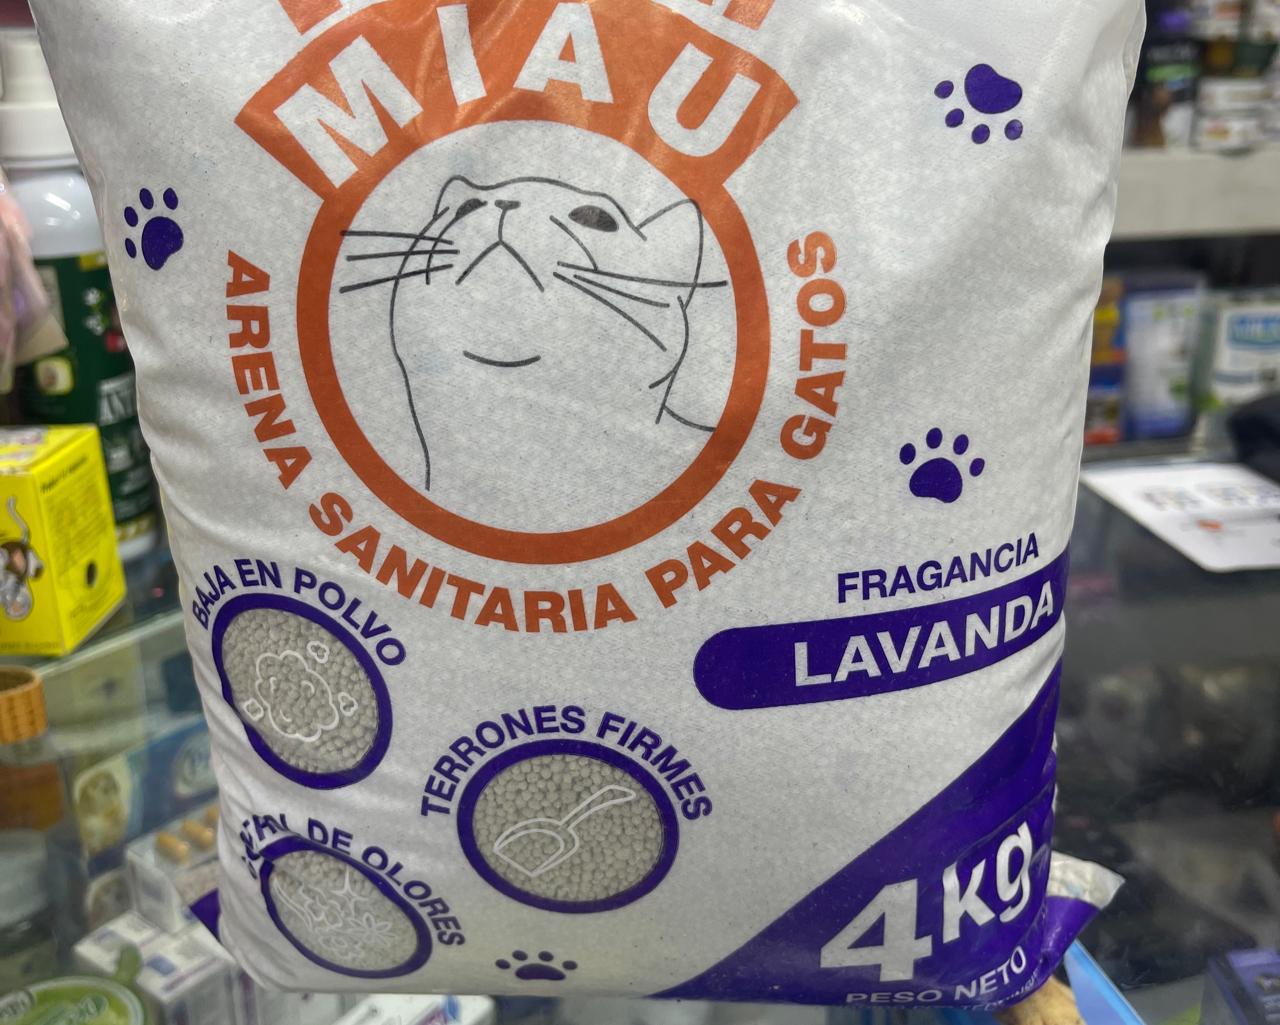 MIAU
ARENA SANITARIA PARA GATOS
FRAGANCIA
LAVANDA
BAJA EN POLVO
TERRONES FIRMES
DE OLORES
4kg
PESO NETO